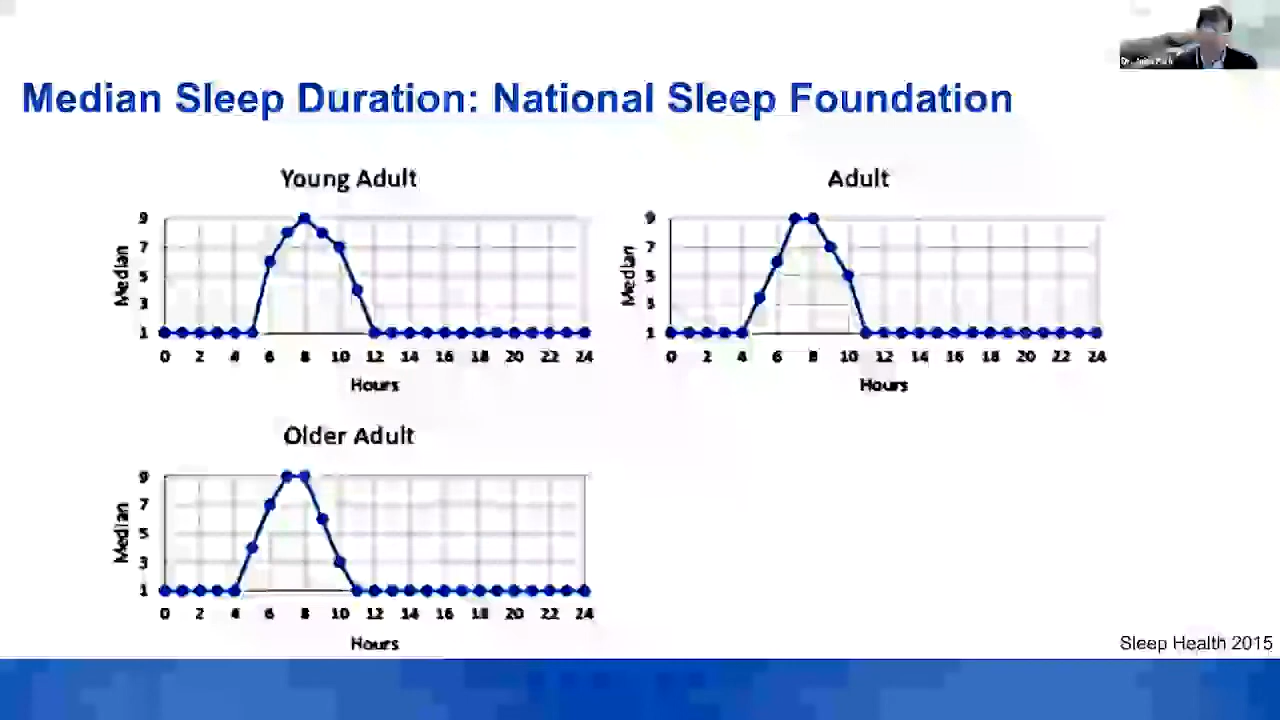 Median Sleep Duration: National Sleep Foundation
Young Adult
9
7
5
3
1
Median
0 2 4 6 8 10 12 14 16 18 20 22 24
Hours
Adult
9
7
5
3
1
Median
0 2 4 6 8 10 12 14 16 18 20 22 24
Hours
Older Adult
9
7
5
3
1
Median
0 2 4 6 8 10 12 14 16 18 20 22 24
Hours
Sleep Health 2015